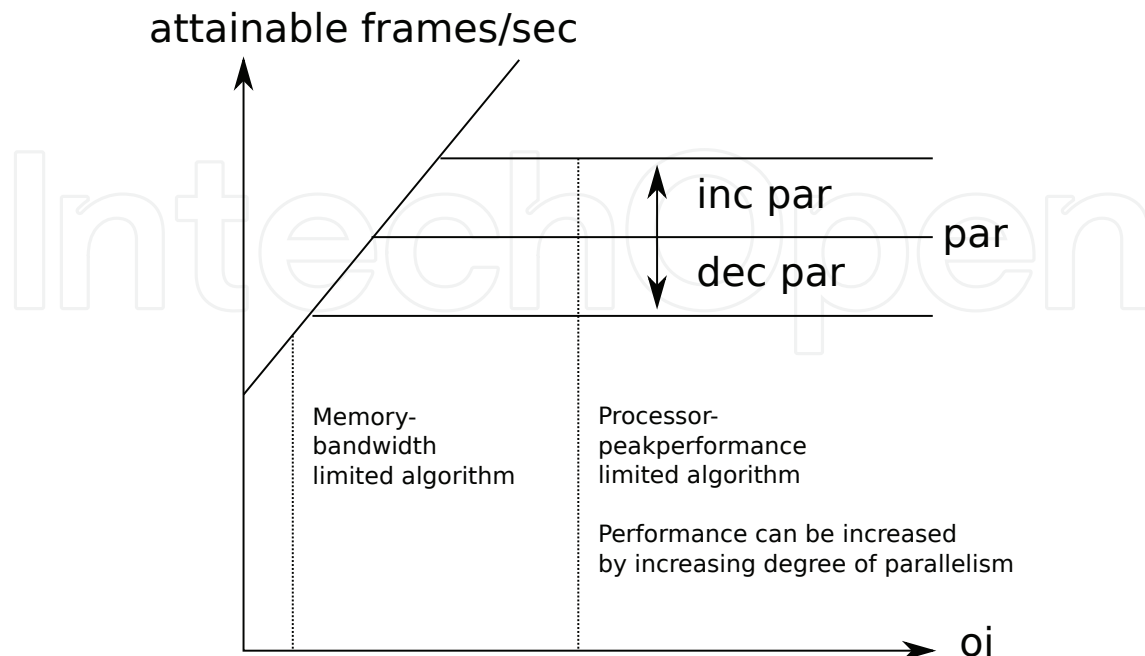 attainable frames/sec
IntechOpen
inc par
par
dec par
Memory-
bandwidth
limited algorithm
Processor-
peakperformance
limited algorithm
Performance can be increased
by increasing degree of parallelism
oi